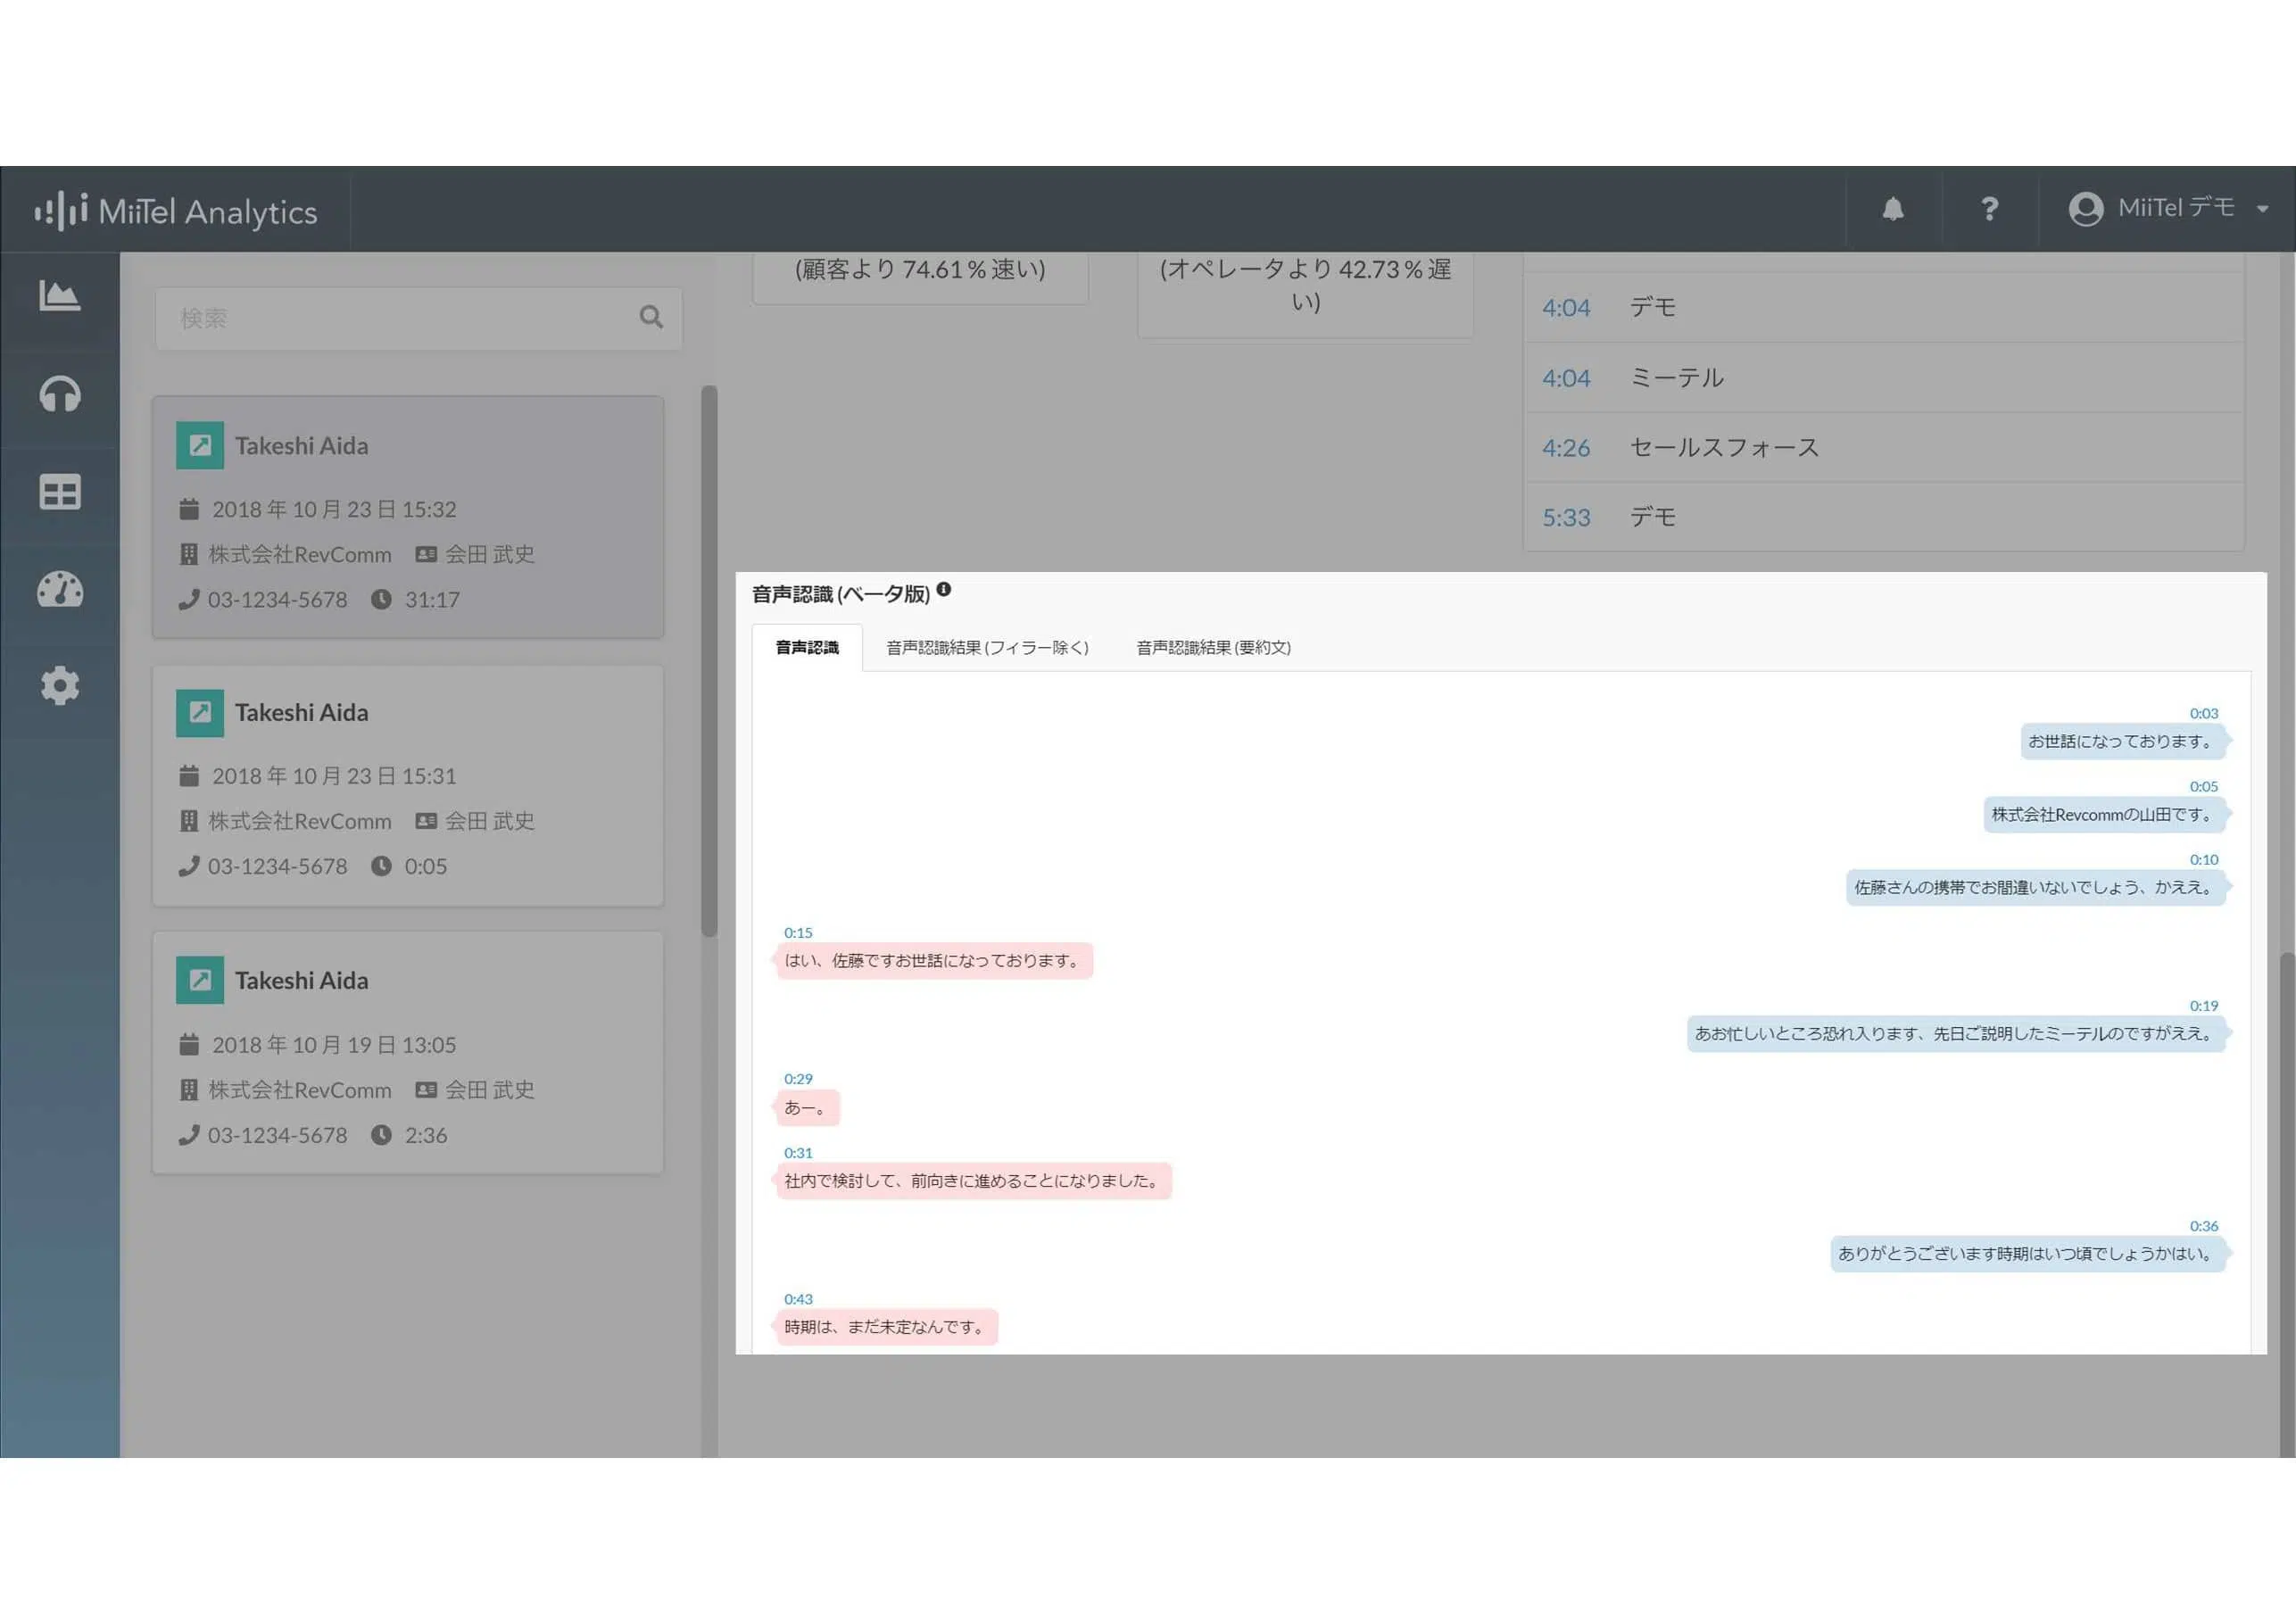 MiiTel Analytics
MiiTel デモ
検索
Takeshi Aida
2018 年 10 月 23 日 15:32
株式会社RevComm 会田 武史
03-1234-5678 31:17
Takeshi Aida
2018 年 10 月 23 日 15:31
株式会社RevComm 会田 武史
03-1234-5678 0:05
Takeshi Aida
2018 年 10 月 19 日 13:05
株式会社RevComm 会田 武史
03-1234-5678 2:36
(顧客より 74.61 % 速い)
(オペレータより 42.73 % 遅
い)
4:04 デモ
4:04 ミーテル
4:26 セールスフォース
5:33 デモ
音声認識 (ベータ版)
音声認識 音声認識結果 (フィラー除く) 音声認識結果 (要約文)
0:03
お世話になっております。
0:05
株式会社Revcommの山田です。
0:10
佐藤さんの携帯でお間違いないでしょう、かええ。
0:15
はい、佐藤ですお世話になっております。
0:19
あお忙しいところ恐れ入ります、先日ご説明したミーテルのですがええ。
0:29
あー。
0:31
社内で検討して、前向きに進めることになりました。
0:36
ありがとうございます時期はいつ頃でしょうかはい。
0:43
時期は、まだ未定なんです。